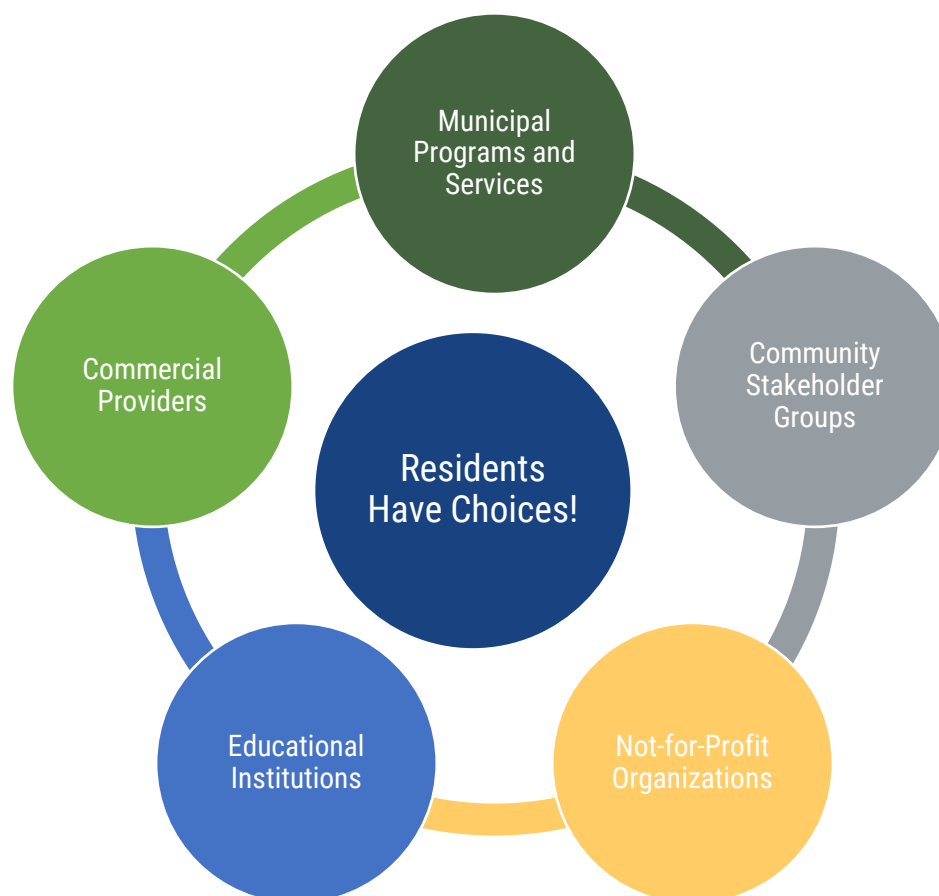 Municipal
Programs and
Services
Community
Stakeholder
Groups
Not-for-Profit
Organizations
Educational
Institutions
Commercial
Providers
Residents
Have Choices!